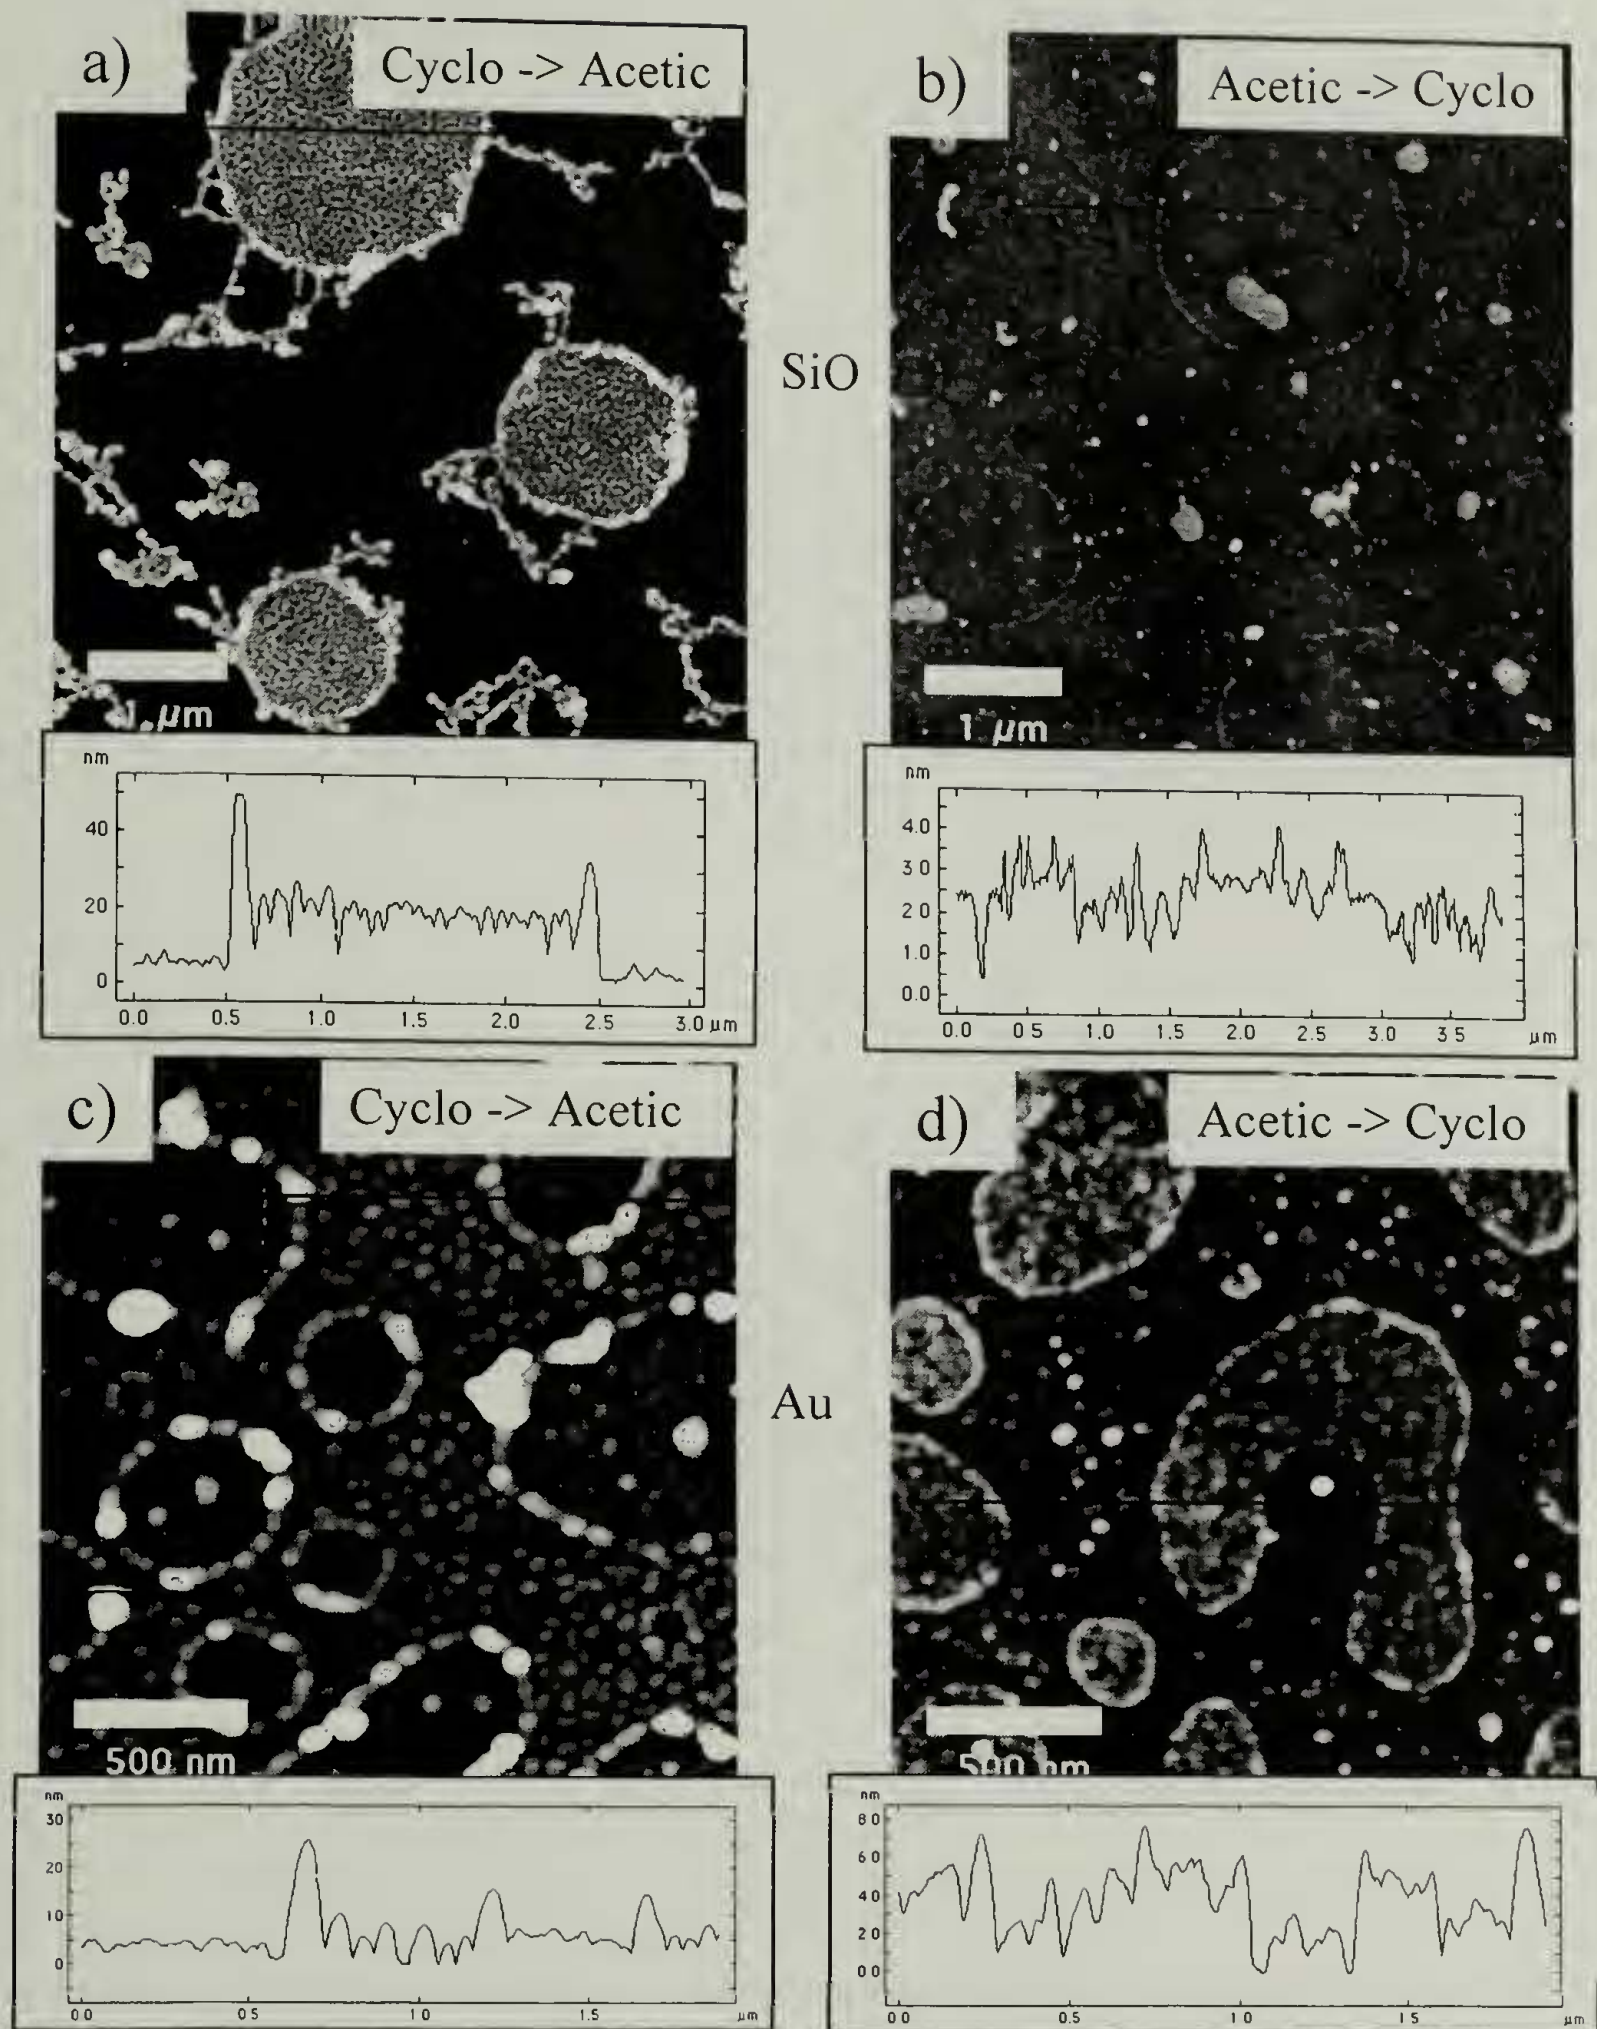 a)
Cyclo -> Acetic
b)
Acetic -> Cyclo
SiO
1 µm
1 µm
nm
40
20
0
0.0 0.5 1.0 1.5 2.0 2.5 3.0 µm
nm
4.0
3 0
2 0
1.0
0.0
0.0 0 5 1.0 1.5 2.0 2.5 3.0 3 5 µm
c)
Cyclo -> Acetic
d)
Acetic -> Cyclo
Au
500 nm
500 nm
nm
30
20
10
0
0 0 0 5 1 0 1.5 µm
nm
8 0
6 0
4 0
2 0
0 0
0 0 0.5 1 0 1.5 µm